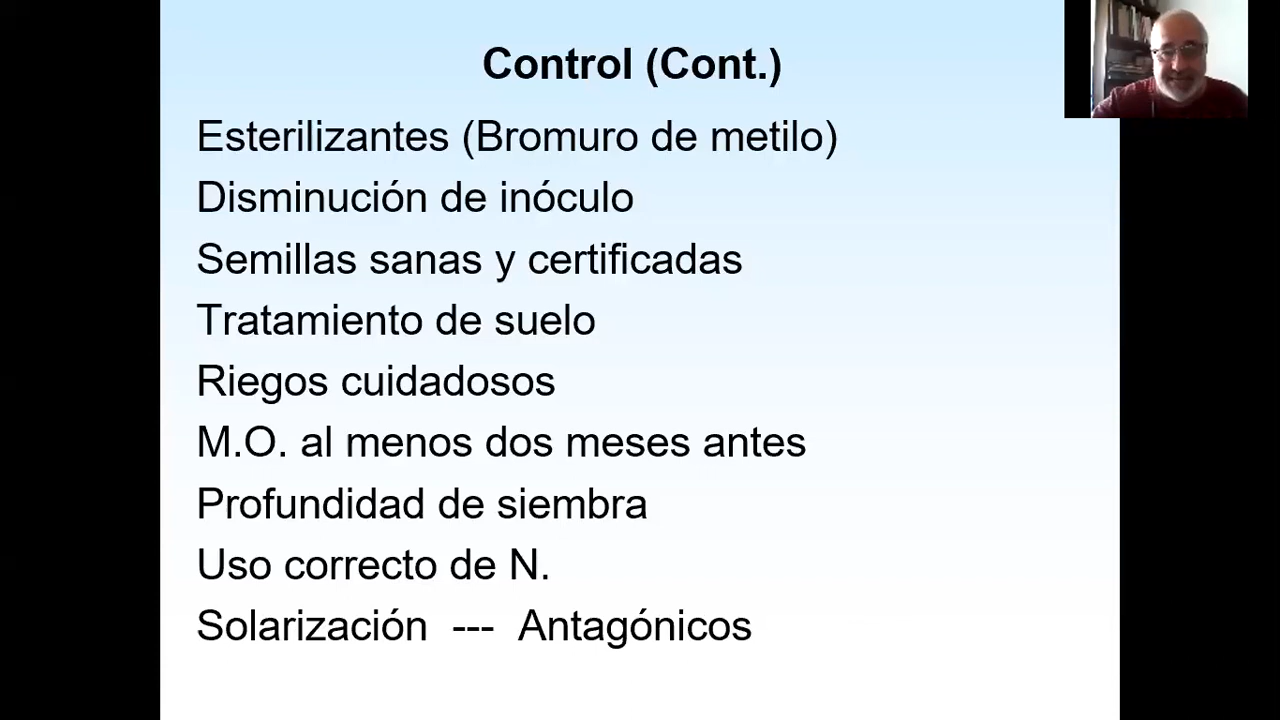 Control (Cont.)
Esterilizantes (Bromuro de metilo)
Disminución de inóculo
Semillas sanas y certificadas
Tratamiento de suelo
Riegos cuidadosos
M.O. al menos dos meses antes
Profundidad de siembra
Uso correcto de N.
Solarización --- Antagónicos